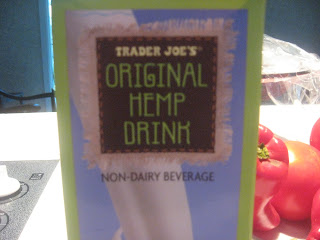 TRADER JOE'S®
ORIGINAL
HEMP
DRINK
NON-DAIRY BEVERAGE